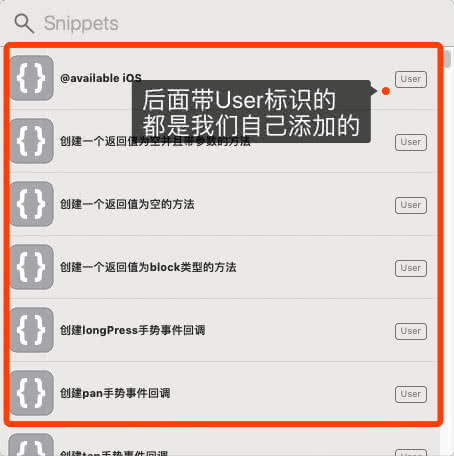 Snippets
@available iOS
User
后面带User标识的
都是我们自己添加的
创建一个返回值为空并且带参数的方法
User
创建一个返回值为空的方法
User
创建一个返回值为block类型的方法
User
创建longPress手势事件回调
User
创建pan手势事件回调
User
创建tap手势事件回调
User